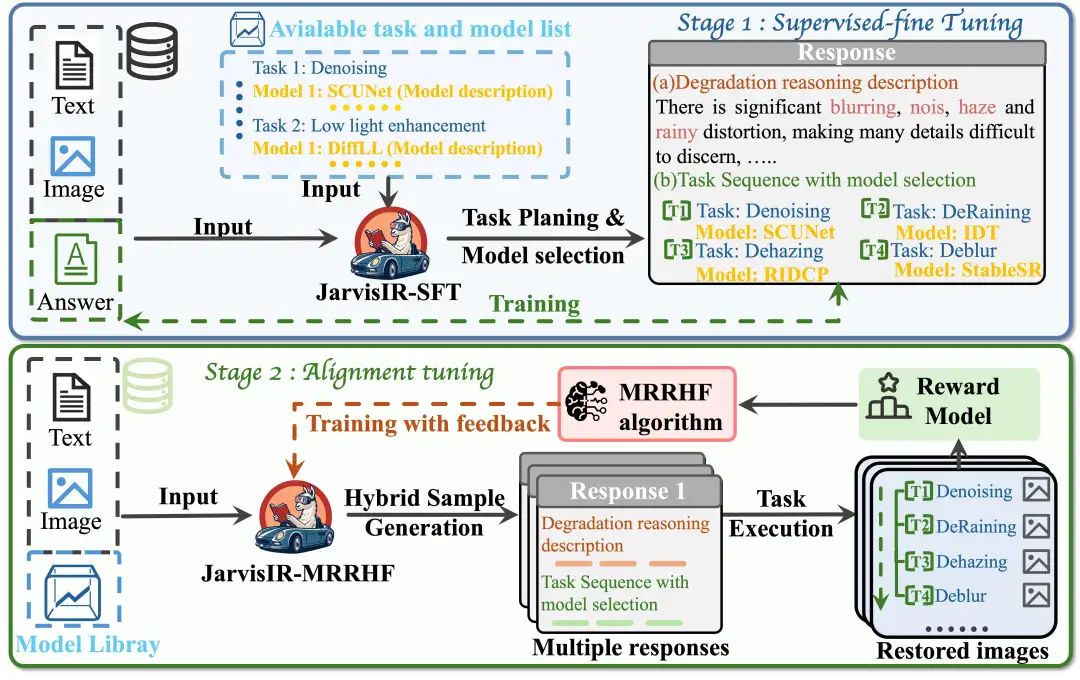 Stage 1 : Supervised-fine Tuning
Avialable task and model list
Text
Image
Answer
Task 1: Denoising
Model 1: SCUNet (Model description)
Task 2: Low light enhancement
Model 1: DiffLL (Model description)
Input
Input
JarvisIR-SFT
Task Planing &
Model selection
Training
Response
(a)Degradation reasoning description
There is significant blurring, nois, haze and
rainy distortion, making many details difficult
to discern, .....
(b)Task Sequence with model selection
[T1] Task: Denoising
Model: SCUNet
[T2] Task: DeRaining
Model: IDT
[T3] Task: Dehazing
Model: RIDCP
[T4] Task: Deblur
Model: StableSR
Stage 2 : Alignment tuning
Text
Image
Model Libray
Input
JarvisIR-MRRHF
Training with feedback
MRRHF
algorithm
Reward
Model
Hybrid Sample
Generation
Response 1
Degradation reasoning
description
Task Sequence with
model selection
Multiple responses
Task
Execution
[T1] Denoising
[T2] DeRaining
[T3] Dehazing
[T4] Deblur
......
Restored images